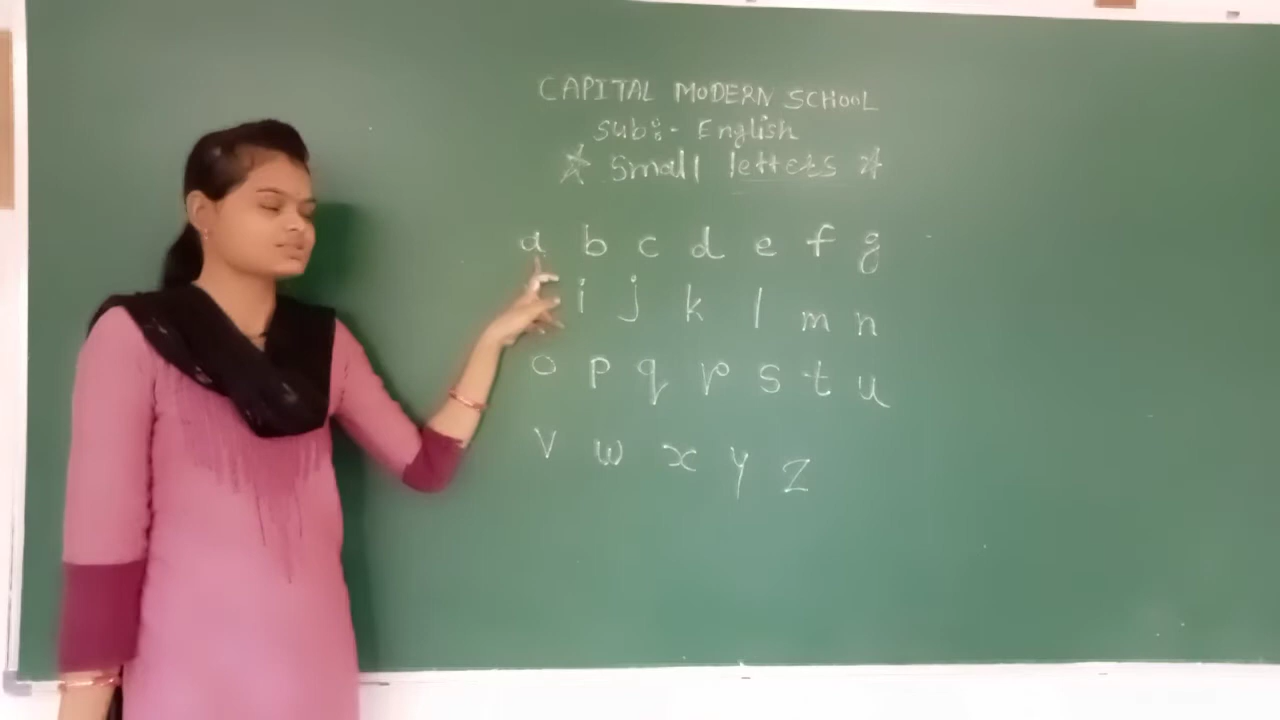 CAPITAL MODERN SCHOOL
Sub:- English
☆ Small letters *
a b c d e f g
i j k l m n
o p q r s t u
v w x y z